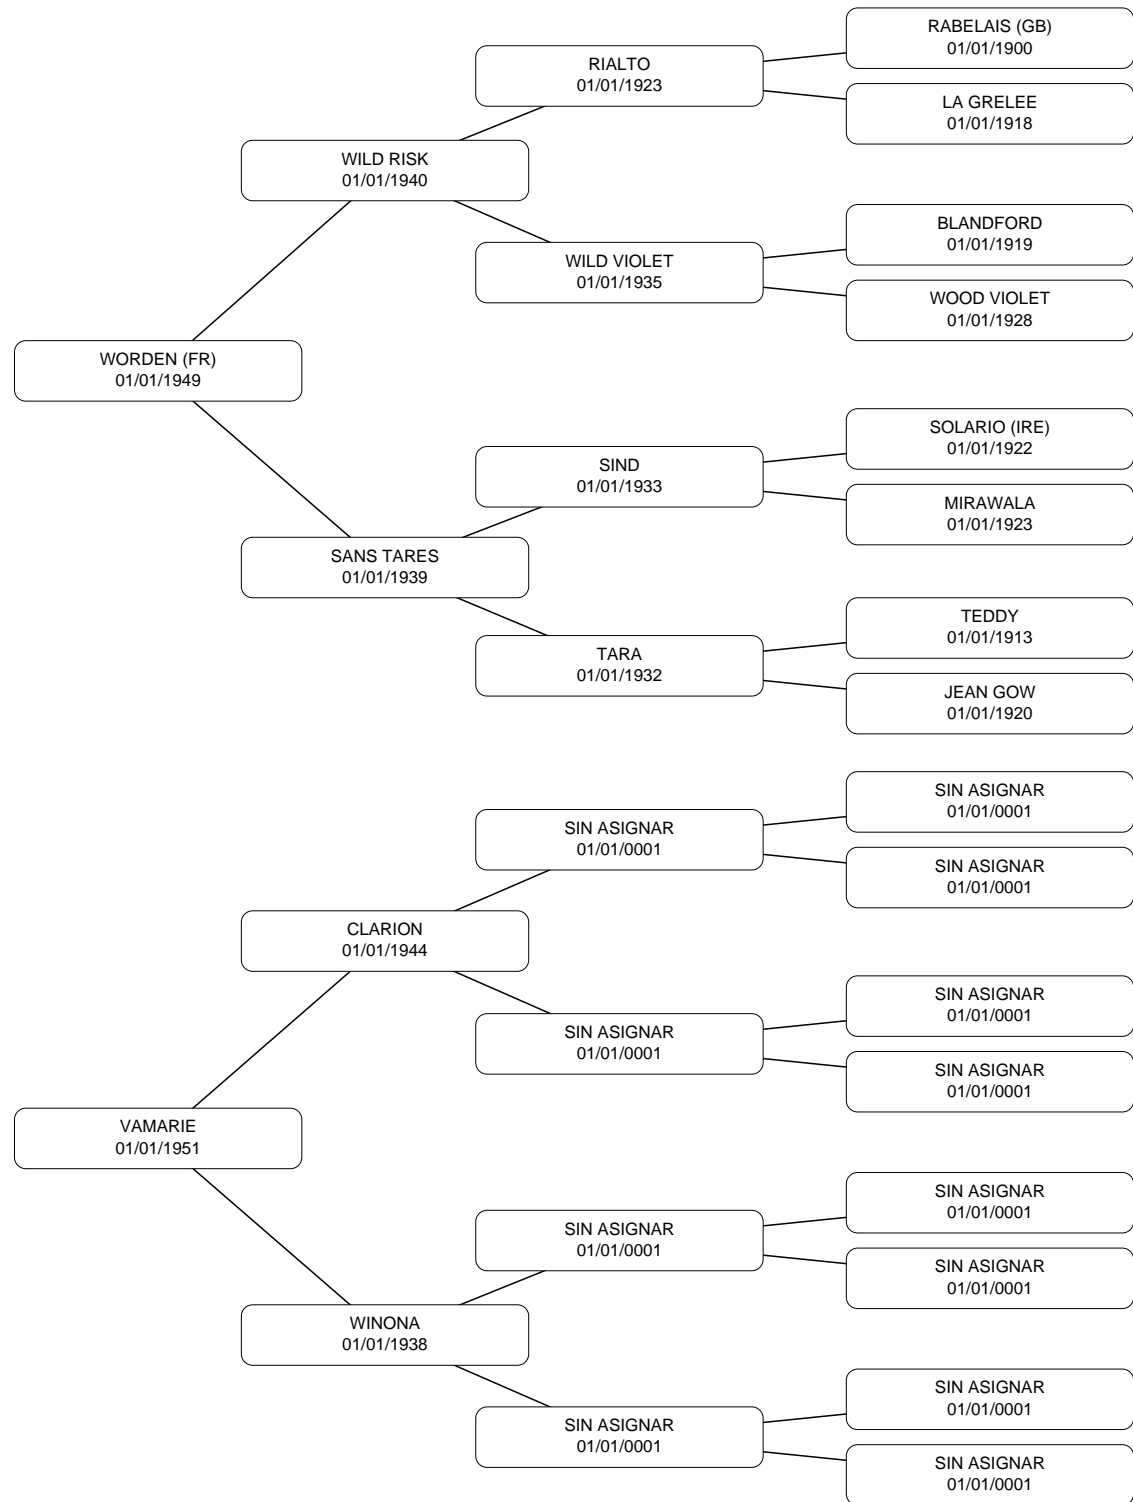 RABELAIS (GB)
01/01/1900
RIALTO
01/01/1923
LA GRELEE
01/01/1918
WILD RISK
01/01/1940
BLANDFORD
01/01/1919
WILD VIOLET
01/01/1935
WOOD VIOLET
01/01/1928
WORDEN (FR)
01/01/1949
SOLARIO (IRE)
01/01/1922
SIND
01/01/1933
MIRAWALA
01/01/1923
SANS TARES
01/01/1939
TEDDY
01/01/1913
TARA
01/01/1932
JEAN GOW
01/01/1920
SIN ASIGNAR
01/01/0001
SIN ASIGNAR
01/01/0001
SIN ASIGNAR
01/01/0001
CLARION
01/01/1944
SIN ASIGNAR
01/01/0001
SIN ASIGNAR
01/01/0001
SIN ASIGNAR
01/01/0001
VAMARIE
01/01/1951
SIN ASIGNAR
01/01/0001
SIN ASIGNAR
01/01/0001
SIN ASIGNAR
01/01/0001
WINONA
01/01/1938
SIN ASIGNAR
01/01/0001
SIN ASIGNAR
01/01/0001
SIN ASIGNAR
01/01/0001